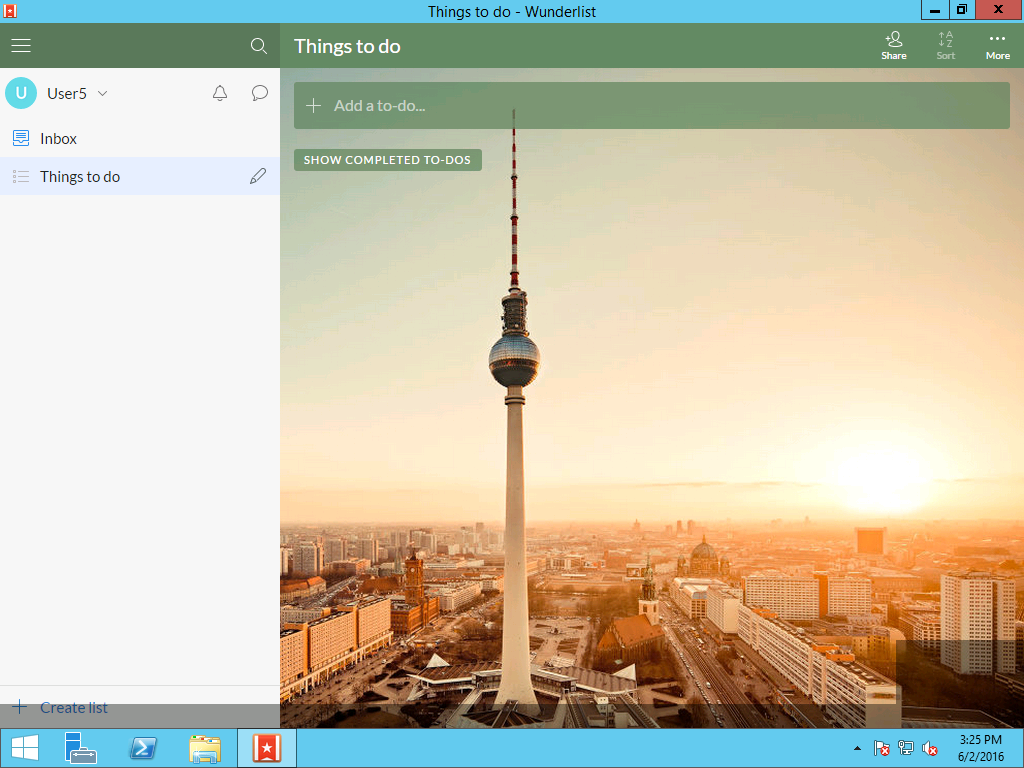 Things to do - Wunderlist
Things to do
Share
Sort
More
U
User5
Add a to-do...
Inbox
SHOW COMPLETED TO-DOS
Things to do
Create list
3:25 PM
6/2/2016